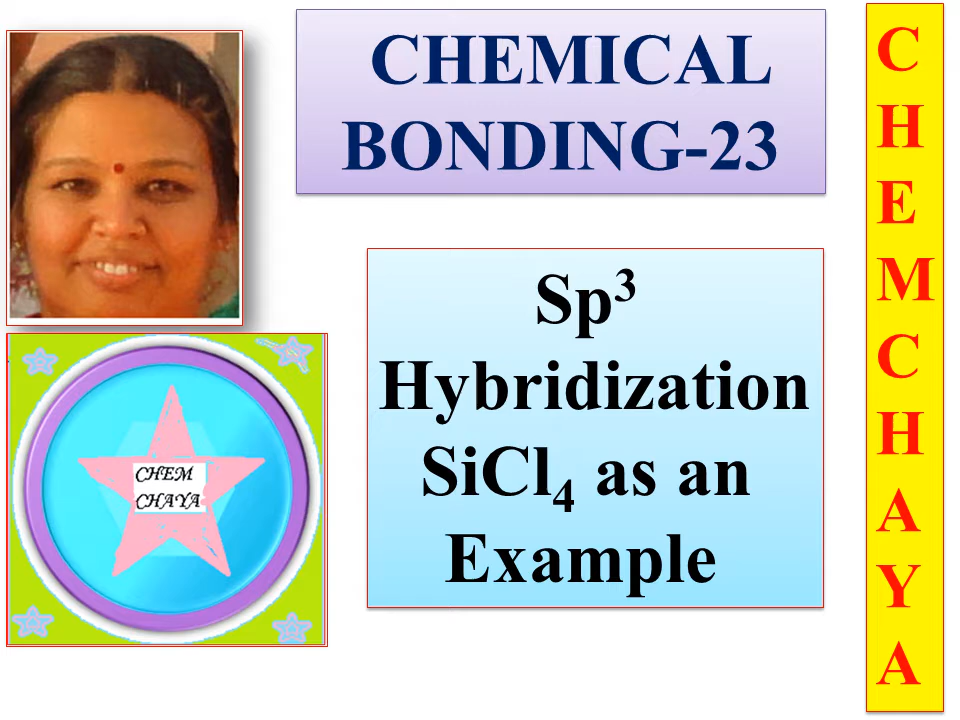 CHEMICAL
BONDING-23
Sp³
Hybridization
SiCl₄ as an
Example
CHEM
CHAYA
C
H
E
M
C
H
A
Y
A